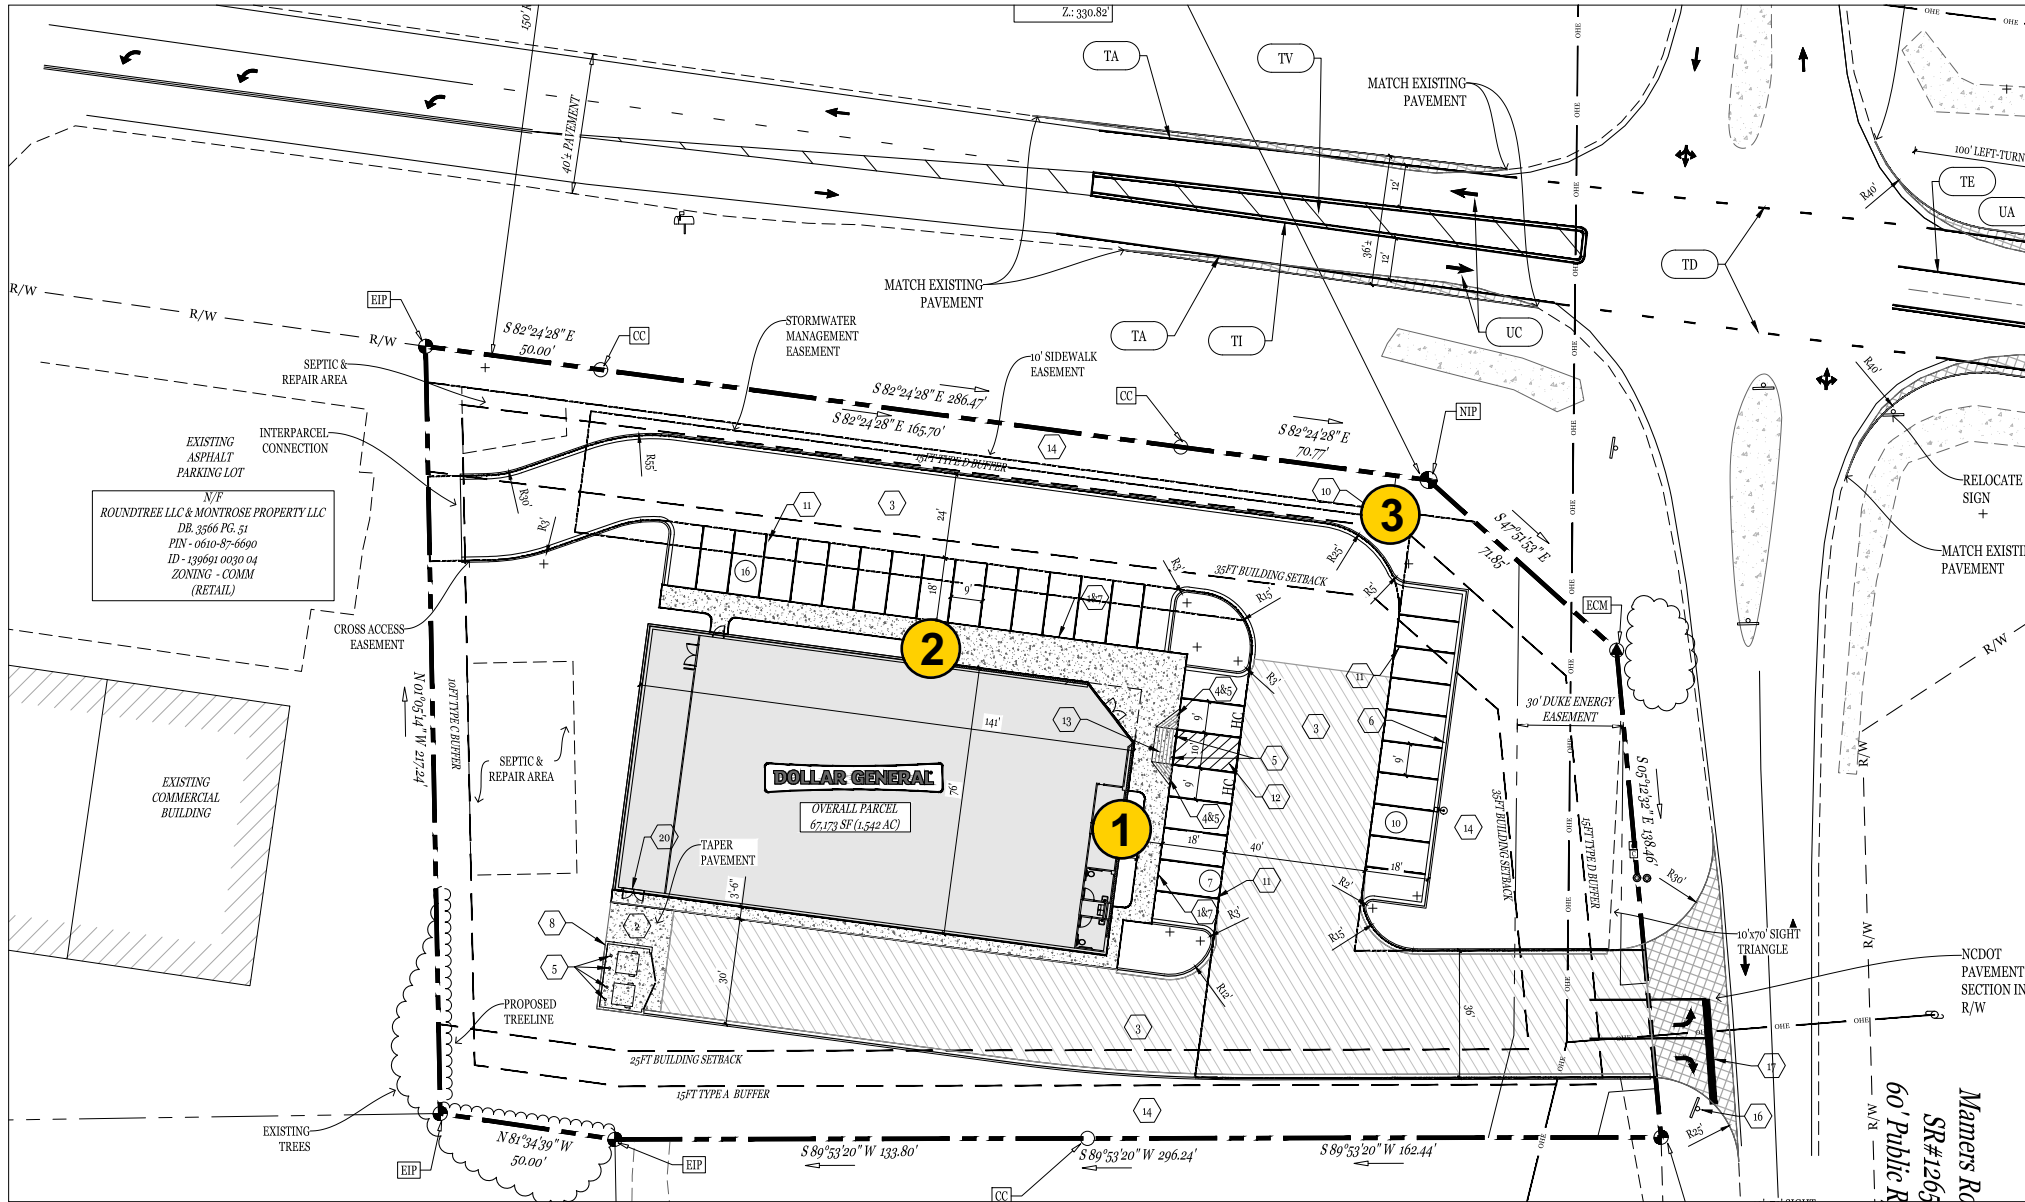 150'
Z.: 330.82'
OHE
OHE
OHE
TA
TV
MATCH EXISTING
PAVEMENT
40'± PAVEMENT
100' LEFT-TURN
TE
UA
R40'
12'
36'±
12'
TD
MATCH EXISTING
PAVEMENT
TA
TI
UC
R/W
R/W
R/W
EIP
S 82°24'28" E
50.00'
CC
STORMWATER
MANAGEMENT
EASEMENT
10' SIDEWALK
EASEMENT
SEPTIC &
REPAIR AREA
S 82°24'28" E 286.47'
S 82°24'28" E 165.70'
CC
S 82°24'28" E
70.77'
NIP
R40'
INTERPARCEL
CONNECTION
EXISTING
ASPHALT
PARKING LOT
14
15FT TYPE D BUFFER
R55'
R30'
R3'
11
3
24'
10
3
S 47°51'53" E
71.85'
RELOCATE
SIGN
MATCH EXISTI
PAVEMENT
N/F
ROUNDTREE LLC & MONTROSE PROPERTY LLC
DB. 3566 PG. 51
PIN - 0610-87-6690
ID - 139691 0030 04
ZONING - COMM
(RETAIL)
R25'
R5'
16
18'
9'
35FT BUILDING SETBACK
R3'
R15'
1&7
ECM
CROSS ACCESS
EASEMENT
2
R3'
11
R/W
N 01°05'14" W 217.24'
10FT TYPE C BUFFER
4&5
13
141'
9'
HC
10'
5
3
6
9'
30' DUKE ENERGY
EASEMENT
S 05°12'32" E 138.46'
R/W
SEPTIC &
REPAIR AREA
EXISTING
COMMERCIAL
BUILDING
DOLLAR GENERAL
OVERALL PARCEL
67,173 SF (1.542 AC)
76'
9'
HC
12
4&5
1
35FT BUILDING SETBACK
15FT TYPE D BUFFER
10
14
20
TAPER
PAVEMENT
18'
40'
18'
7
11
R2'
R30'
3'-6"
1&7
R3'
R15'
10'x70' SIGHT
TRIANGLE
R/W
8
2
5
30'
R12'
36'
NCDOT
PAVEMENT
SECTION IN
R/W
PROPOSED
TREELINE
3
OHE
OHE
OHE
25FT BUILDING SETBACK
15FT TYPE A BUFFER
17
14
16
R25'
R/W
EXISTING
TREES
N 81°34'39" W
50.00'
EIP
EIP
S 89°53'20" W 133.80'
S 89°53'20" W 296.24'
S 89°53'20" W 162.44'
CC
Mamers
SR#1265
60' Public